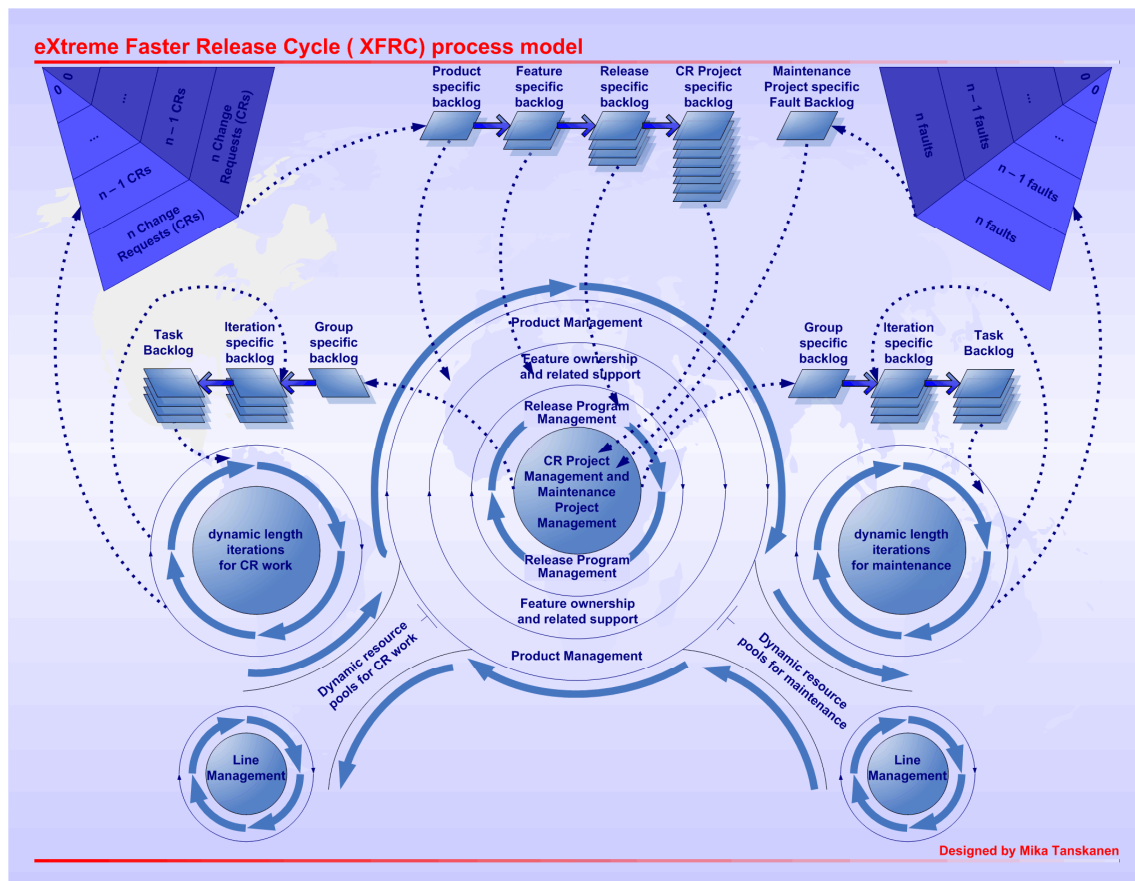 eXtreme Faster Release Cycle ( XFRC) process model
0
...
n – 1 CRs
n Change
Requests (CRs)
0
...
n – 1 CRs
n Change
Requests (CRs)
Product
specific
backlog
Feature
specific
backlog
Release
specific
backlog
CR Project
specific
backlog
Maintenance
Project specific
Fault Backlog
n faults
n – 1 faults
...
0
n faults
n – 1 faults
...
0
Task
Backlog
Iteration
specific
backlog
Group
specific
backlog
Product Management
Feature ownership
and related support
Release Program
Management
CR Project
Management and
Maintenance
Project
Management
Release Program
Management
Feature ownership
and related support
Product Management
Group
specific
backlog
Iteration
specific
backlog
Task
Backlog
dynamic length
iterations
for CR work
dynamic length
iterations
for maintenance
Dynamic resource
pools for CR work
Dynamic resource
pools for maintenance
Line
Management
Line
Management
Designed by Mika Tanskanen